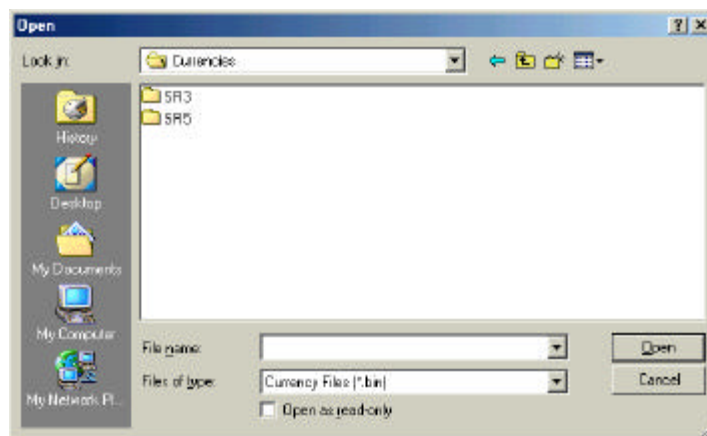 Open
Look in:
Currencies
SR3
SR5
History
Desktop
My Documents
My Computer
My Network Pl...
File name:
Open
Files of type:
Currency Files (*.bin)
Cancel
Open as read-only